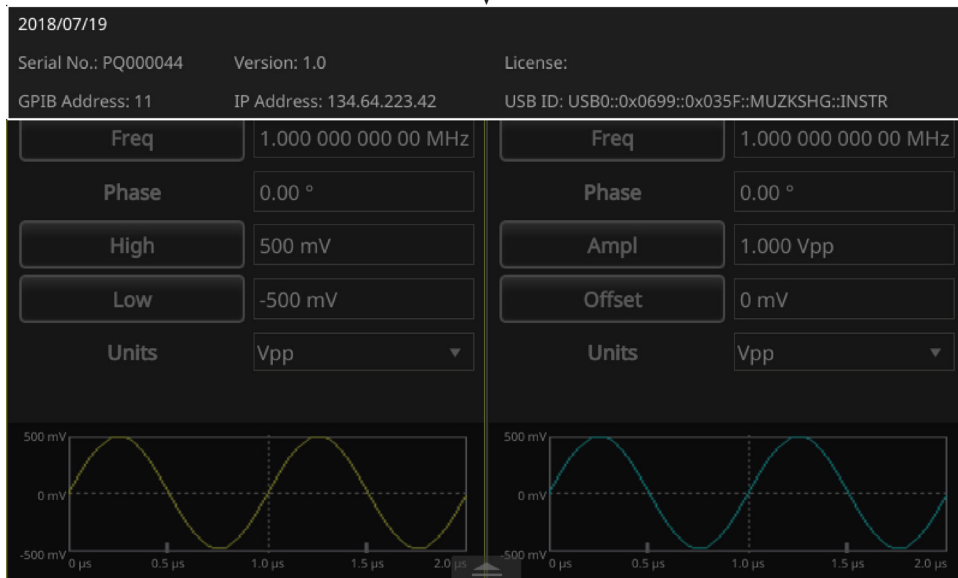 2018/07/19
Serial No.: PQ000044 Version: 1.0 License:
GPIB Address: 11 IP Address: 134.64.223.42 USB ID: USB0::0x0699::0x035F::MUZKSHG::INSTR
Freq 1.000 000 000 00 MHz Freq 1.000 000 000 00 MHz
Phase 0.00 ° Phase 0.00 °
High 500 mV Ampl 1.000 Vpp
Low -500 mV Offset 0 mV
Units Vpp Units Vpp
500 mV 500 mV
0 mV 0 mV
-500 mV -500 mV
0 µs 0.5 µs 1.0 µs 1.5 µs 2.0 µs 0 µs 0.5 µs 1.0 µs 1.5 µs 2.0 µs